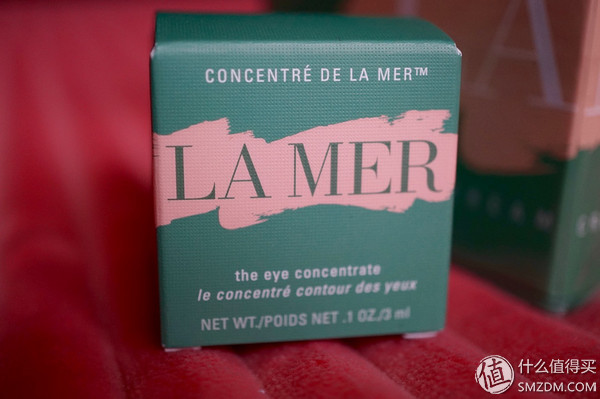 CONCENTRÉ DE LA MER™
LA MER
the eye concentrate
le concentré contour des yeux
NET WT./POIDS NET .1 OZ./3 ml
值 什么值得买
SMZDM.COM